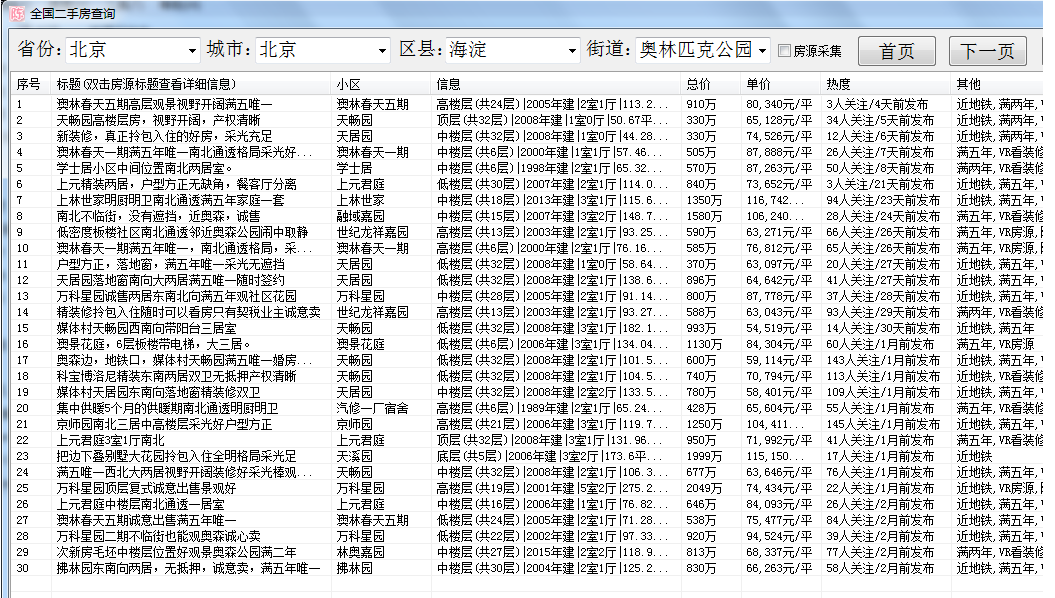 陈 全国二手房查询
省份: 北京 城市: 北京 区县: 海淀 街道: 奥林匹克公园 房源采集 首页 下一页
序号 标题(双击房源标题查看详细信息) 小区 信息 总价 单价 热度 其他
1 澳林春天五期高层观景视野开阔满五唯一 澳林春天五期 高楼层(共24层)|2005年建|2室1厅|113.2... 910万 80,340元/平 3人关注/4天前发布 近地铁,满两年,
2 天畅园高楼层房，视野开阔，产权清晰 天畅园 顶层(共32层)|2008年建|1室0厅|50.67平... 330万 65,128元/平 34人关注/5天前发布 近地铁,满两年,
3 新装修，真正拎包入住的好房，采光充足 天居园 中楼层(共32层)|2008年建|1室0厅|44.28... 330万 74,526元/平 12人关注/6天前发布 近地铁,满两年,
4 澳林春天一期满五年唯一南北通透格局采光好... 澳林春天一期 中楼层(共6层)|2000年建|1室1厅|57.46... 505万 87,888元/平 26人关注/7天前发布 满五年,VR看装修
5 学士居小区中间位置南北两居室。 学士居 中楼层(共6层)|1998年建|2室1厅|65.32... 570万 87,263元/平 50人关注/8天前发布 满两年,VR看装修
6 上元精装两居，户型方正无缺角，餐客厅分离 上元君庭 低楼层(共30层)|2007年建|2室1厅|114.0... 840万 73,652元/平 3人关注/21天前发布 近地铁,满五年,
7 上林世家明厨明卫南北通透满五年家庭一套 上林世家 中楼层(共18层)|2013年建|3室1厅|115.6... 1350万 116,742... 94人关注/23天前发布 近地铁,满五年,
8 南北不临街，没有遮挡，近奥森，诚售 融域嘉园 中楼层(共15层)|2007年建|3室2厅|148.7... 1580万 106,240... 28人关注/24天前发布 满五年,VR看装修
9 低密度板楼社区南北通透邻近奥森公园闹中取静 世纪龙祥嘉园 高楼层(共13层)|2003年建|2室1厅|93.25... 590万 63,271元/平 66人关注/26天前发布 满五年,VR房源,
10 澳林春天一期满五年唯一，南北通透格局，采... 澳林春天一期 高楼层(共6层)|2000年建|2室1厅|76.16... 585万 76,812元/平 65人关注/26天前发布 满五年,VR房源,
11 户型方正，落地窗，满五年唯一采光无遮挡 天居园 低楼层(共32层)|2008年建|1室0厅|58.64... 370万 63,097元/平 20人关注/27天前发布 近地铁,满五年,
12 天居园落地窗南向大两居满五唯一随时签约 天居园 低楼层(共32层)|2008年建|2室1厅|138.6... 896万 64,642元/平 41人关注/27天前发布 近地铁,满五年,
13 万科星园诚售两居东南北向满五年观社区花园 万科星园 中楼层(共28层)|2005年建|2室1厅|91.14... 800万 87,778元/平 37人关注/28天前发布 近地铁,满五年,
14 精装修拎包入住随时可以看房只有契税业主诚意卖 世纪龙祥嘉园 高楼层(共13层)|2003年建|2室1厅|93.27... 588万 63,043元/平 93人关注/29天前发布 满两年,VR看装修
15 媒体村天畅园西南向带阳台三居室 天畅园 低楼层(共32层)|2008年建|3室1厅|182.1... 993万 54,519元/平 14人关注/30天前发布 近地铁,满五年
16 澳景花庭，6层板楼带电梯，大三居。 澳景花庭 低楼层(共6层)|2006年建|3室1厅|134.04... 1130万 84,304元/平 60人关注/1月前发布 满五年,VR房源
17 奥森边，地铁口，媒体村天畅园满五唯一婚房... 天畅园 低楼层(共32层)|2008年建|2室1厅|101.5... 600万 59,114元/平 143人关注/1月前发布 近地铁,满五年,
18 科宝博洛尼精装东南两居双卫无抵押产权清晰 天畅园 中楼层(共32层)|2008年建|2室2厅|104.5... 740万 70,794元/平 113人关注/1月前发布 近地铁,满五年,
19 媒体村天居园东南向落地窗精装修双卫 天居园 中楼层(共32层)|2008年建|2室2厅|133.5... 780万 58,401元/平 109人关注/1月前发布 近地铁,满五年,
20 集中供暖5个月的供暖期南北通透明厨明卫 汽修一厂宿舍 高楼层(共6层)|1989年建|2室1厅|65.24... 428万 65,604元/平 55人关注/1月前发布 满五年,VR看装修
21 京师园南北三居中高楼层采光好户型方正 京师园 高楼层(共21层)|2006年建|3室1厅|119.7... 1250万 104,411... 145人关注/1月前发布 近地铁,满五年,
22 上元君庭3室1厅南北 上元君庭 顶层(共32层)|2008年建|3室1厅|131.96... 950万 71,992元/平 41人关注/1月前发布 满五年,VR看装修
23 把边下叠别墅大花园拎包入住全明格局采光足 天溪园 底层(共5层)|2006年建|3室2厅|173.6平... 1999万 115,150... 17人关注/1月前发布 近地铁
24 满五唯一西北大两居视野开阔装修好采光棒观... 天畅园 中楼层(共32层)|2008年建|2室1厅|106.3... 677万 63,646元/平 76人关注/1月前发布 近地铁,满五年,
25 万科星园顶层复式诚意出售景观好 万科星园 高楼层(共19层)|2001年建|5室2厅|275.2... 2049万 74,434元/平 22人关注/1月前发布 近地铁,VR房源,
26 上元君庭中楼层南北通透一居室 上元君庭 中楼层(共16层)|2006年建|1室1厅|76.82... 646万 84,093元/平 26人关注/2月前发布 近地铁,满五年,
27 澳林春天五期诚意出售满五年唯一 澳林春天五期 低楼层(共24层)|2005年建|2室1厅|71.28... 538万 75,477元/平 84人关注/2月前发布 近地铁,满五年,
28 万科星园二期不临街也能观奥森诚心卖 万科星园 低楼层(共22层)|2002年建|2室1厅|97.33... 920万 94,524元/平 39人关注/2月前发布 近地铁,满五年,
29 次新房毛坯中楼层位置好观景奥森公园满二年 林奥嘉园 中楼层(共27层)|2015年建|2室1厅|118.9... 813万 68,337元/平 77人关注/2月前发布 满两年,VR看装修
30 拂林园东南向两居，无抵押，诚意卖，满五年唯一 拂林园 中楼层(共30层)|2004年建|2室1厅|125.2... 830万 66,263元/平 58人关注/2月前发布 近地铁,满五年,